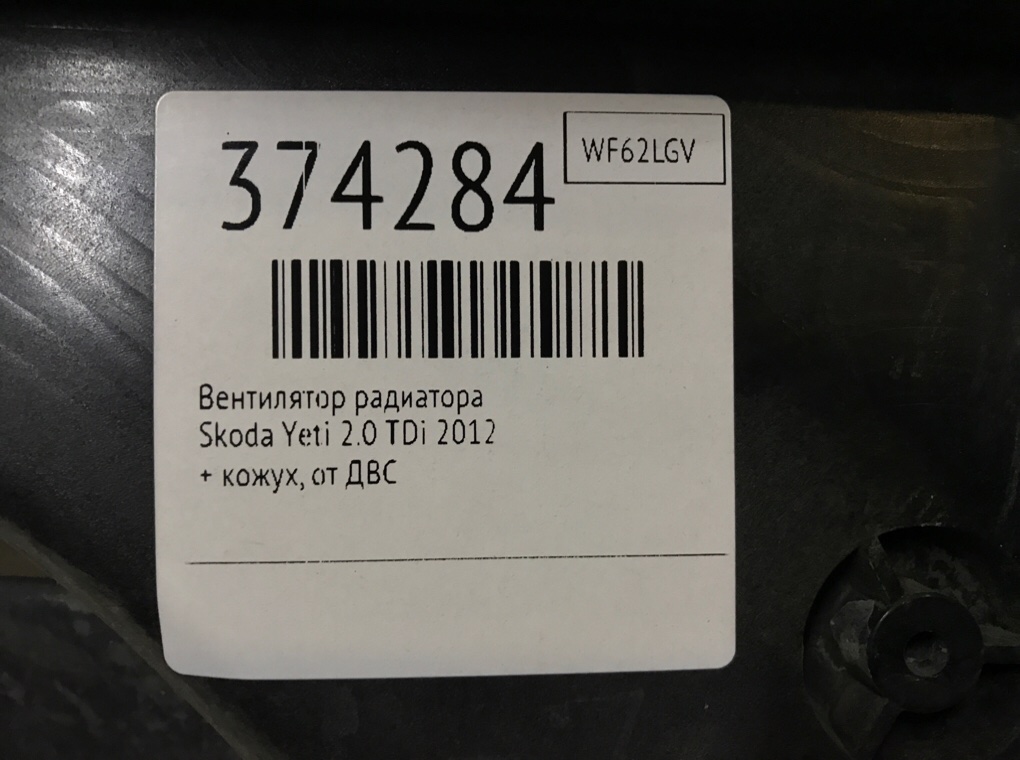 374284
WF62LGV
Вентилятор радиатора
Skoda Yeti 2.0 TDi 2012
+ кожух, от ДВС